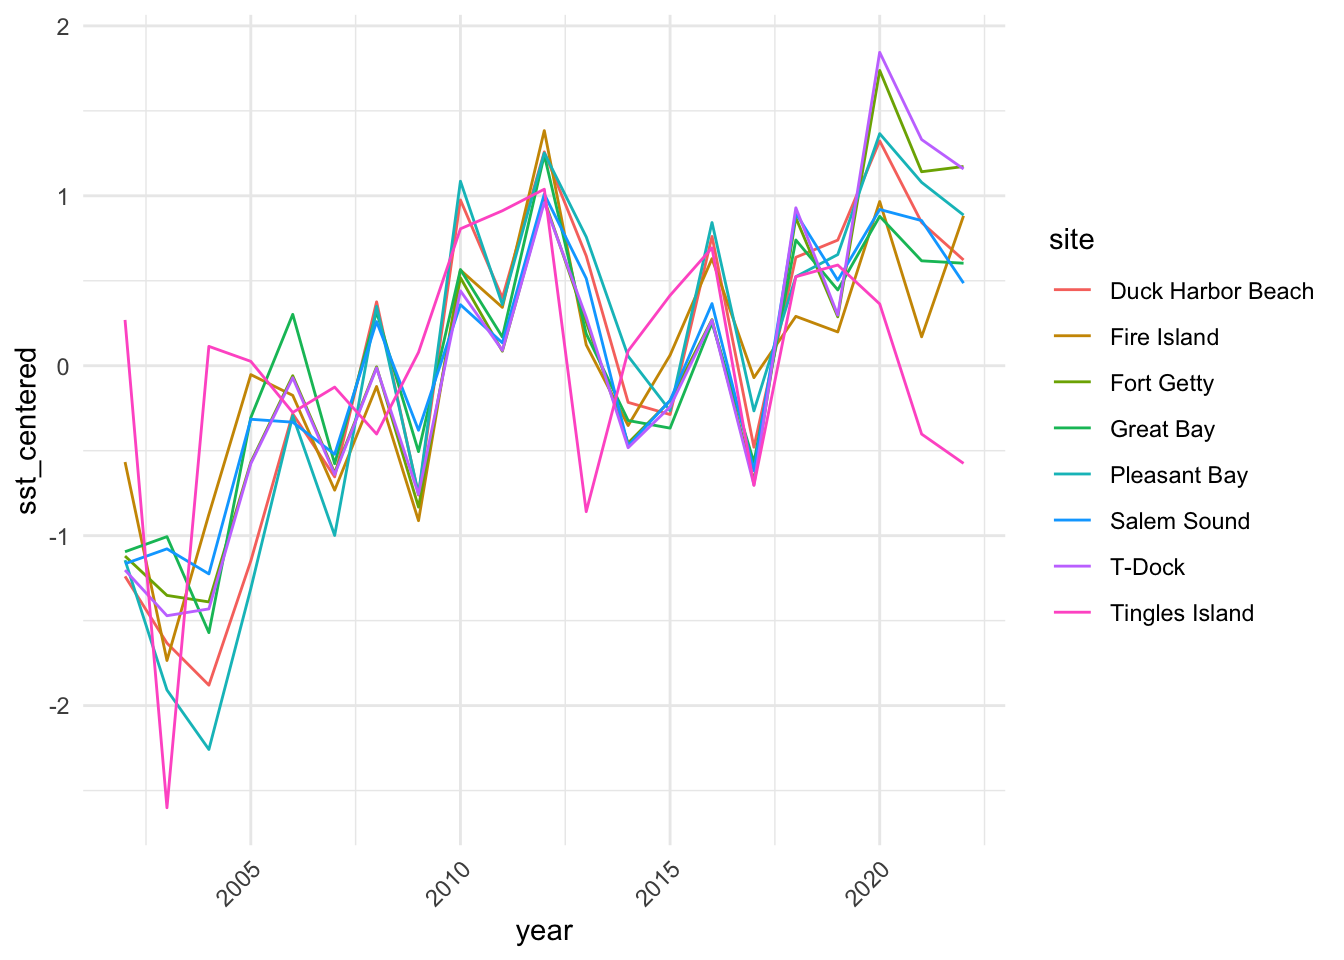 2
1
0
-1
-2
sst_centered
2005
2010
2015
2020
year
site
Duck Harbor Beach
Fire Island
Fort Getty
Great Bay
Pleasant Bay
Salem Sound
T-Dock
Tingles Island